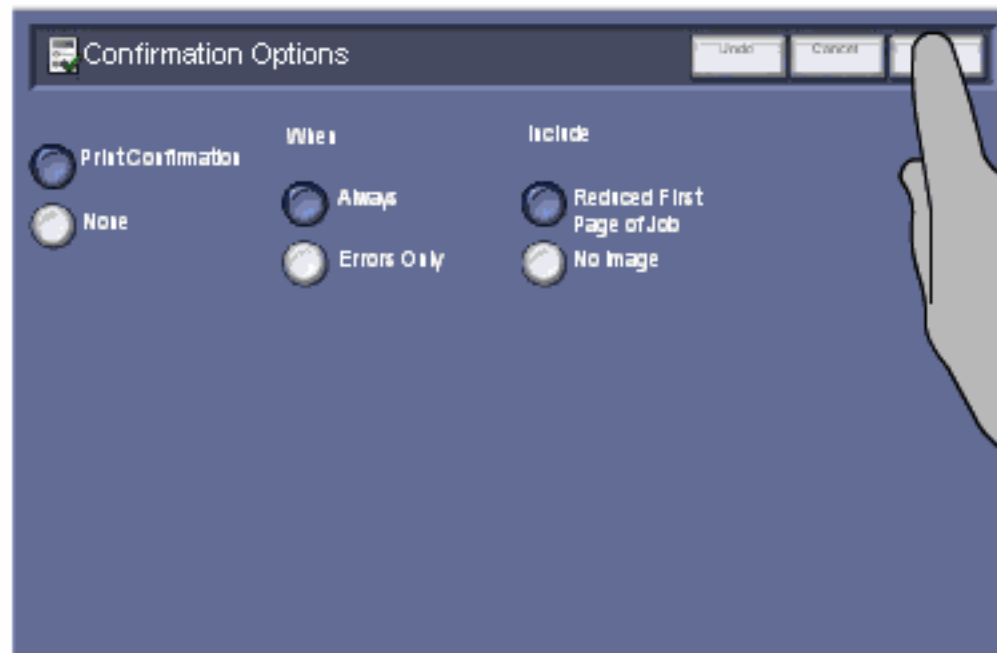 Confirmation Options
Undo
Cancel
Print Confirmation
None
When
Always
Errors Only
Include
Reduced First
Page of Job
No Image